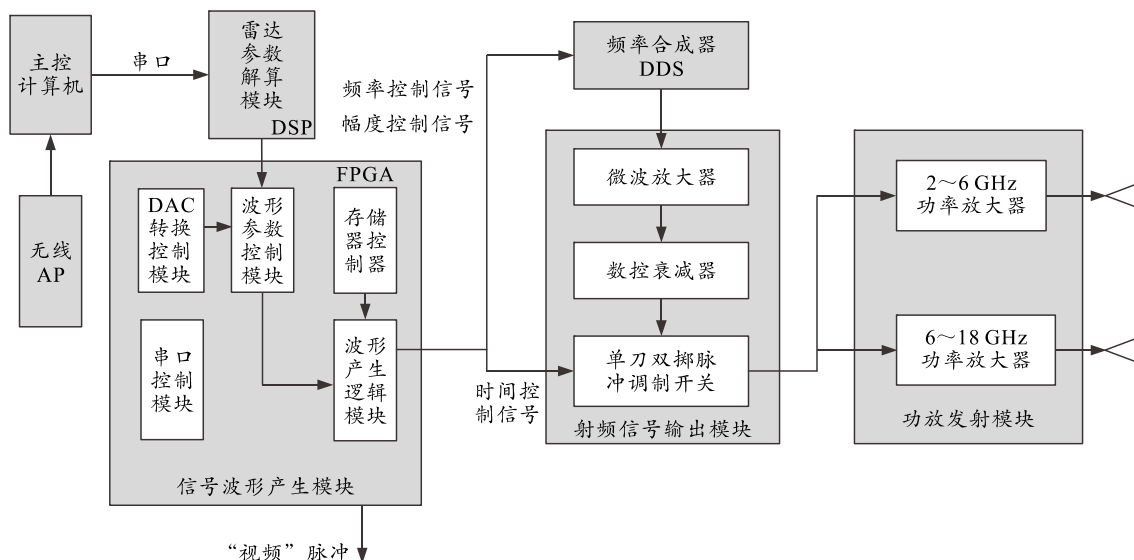 主控
计算机
串口
雷达
参数
解算
模块
DSP
无线
AP
FPGA
DAC
转换
控制
模块
波形
参数
控制
模块
存储
器控
制器
串口
控制
模块
波形
产生
逻辑
模块
信号波形产生模块
“视频”脉冲
频率控制信号
幅度控制信号
时间控
制信号
频率合成器
DDS
微波放大器
数控衰减器
单刀双掷脉
冲调制开关
射频信号输出模块
2～6 GHz
功率放大器
6～18 GHz
功率放大器
功放发射模块